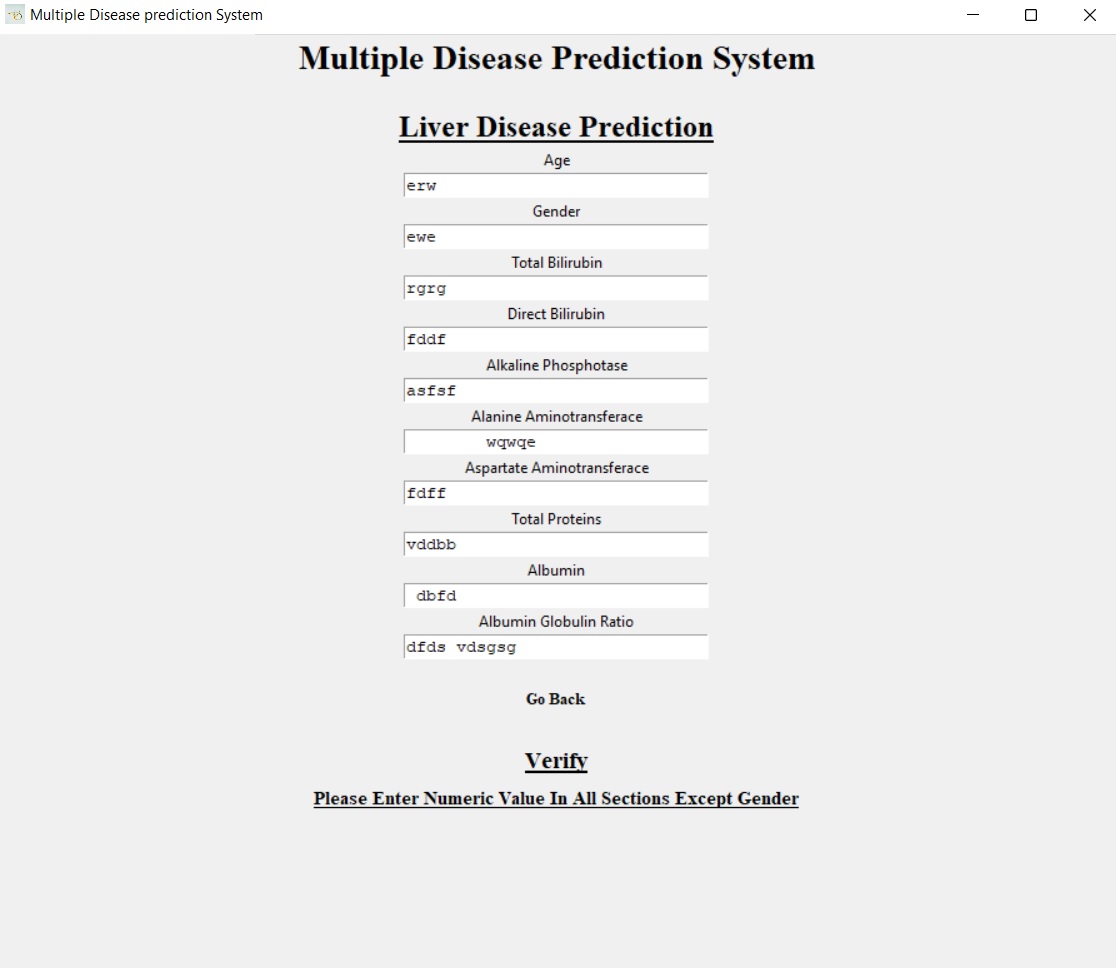 Multiple Disease prediction System
Multiple Disease Prediction System
Liver Disease Prediction
Age
erw
Gender
ewe
Total Bilirubin
rgrg
Direct Bilirubin
fddf
Alkaline Phosphotase
asfsf
Alanine Aminotransferace
wqwqe
Aspartate Aminotransferace
fdff
Total Proteins
vddbb
Albumin
dbfd
Albumin Globulin Ratio
dfds vdsgsg
Go Back
Verify
Please Enter Numeric Value In All Sections Except Gender